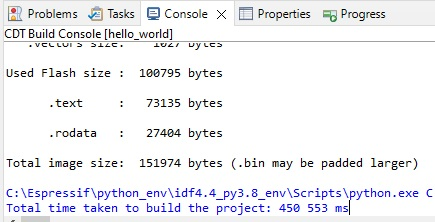 Problems Tasks Console Properties Progress
CDT Build Console [hello_world]
.vectors size: 1027 bytes
Used Flash size : 100795 bytes
.text : 73135 bytes
.rodata : 27404 bytes
Total image size: 151974 bytes (.bin may be padded larger)
C:\Espressif\python_env\idf4.4_py3.8_env\Scripts\python.exe C
Total time taken to build the project: 450 553 ms